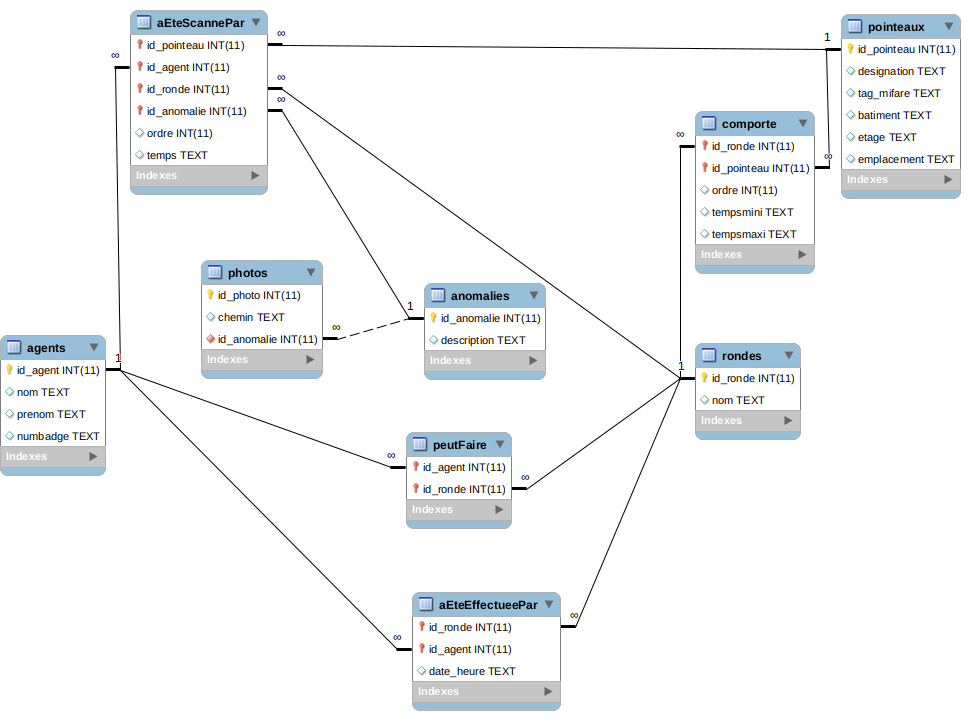 aEteScannePar
id_pointeau INT(11)
id_agent INT(11)
id_ronde INT(11)
id_anomalie INT(11)
ordre INT(11)
temps TEXT
Indexes
∞
∞
∞
∞
1
pointeaux
id_pointeau INT(11)
designation TEXT
tag_mifare TEXT
batiment TEXT
etage TEXT
emplacement TEXT
Indexes
comporte
id_ronde INT(11)
id_pointeau INT(11)
ordre INT(11)
tempsmini TEXT
tempsmaxi TEXT
Indexes
∞
∞
photos
id_photo INT(11)
chemin TEXT
id_anomalie INT(11)
Indexes
∞
1
anomalies
id_anomalie INT(11)
description TEXT
Indexes
agents
id_agent INT(11)
nom TEXT
prenom TEXT
numbadge TEXT
Indexes
1
1
rondes
id_ronde INT(11)
nom TEXT
Indexes
peutFaire
id_agent INT(11)
id_ronde INT(11)
Indexes
∞
∞
aEteEffectueePar
id_ronde INT(11)
id_agent INT(11)
date_heure TEXT
Indexes
∞
∞